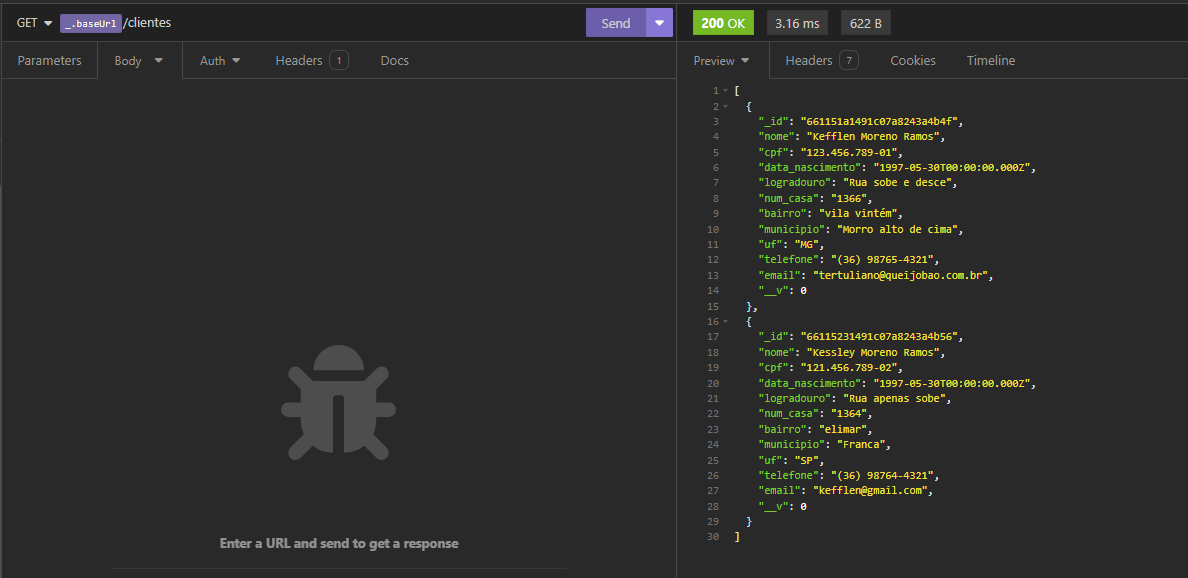 GET _.baseUrl /clientes Send
200 OK 3.16 ms 622 B
Parameters Body Auth Headers 1 Docs
Preview Headers 7 Cookies Timeline
1 [
2 {
3 "_id": "661151a1491c07a8243a4b4f",
4 "nome": "Kefflen Moreno Ramos",
5 "cpf": "123.456.789-01",
6 "data_nascimento": "1997-05-30T00:00:00.000Z",
7 "logradouro": "Rua sobe e desce",
8 "num_casa": "1366",
9 "bairro": "vila vintém",
10 "municipio": "Morro alto de cima",
11 "uf": "MG",
12 "telefone": "(36) 98765-4321",
13 "email": "tertuliano@queijobao.com.br",
14 "__v": 0
15 },
16 {
17 "_id": "66115231491c07a8243a4b56",
18 "nome": "Kessley Moreno Ramos",
19 "cpf": "121.456.789-02",
20 "data_nascimento": "1997-05-30T00:00:00.000Z",
21 "logradouro": "Rua apenas sobe",
22 "num_casa": "1364",
23 "bairro": "elimar",
24 "municipio": "Franca",
25 "uf": "SP",
26 "telefone": "(36) 98764-4321",
27 "email": "kefflen@gmail.com",
28 "__v": 0
29 }
30 ]
Enter a URL and send to get a response